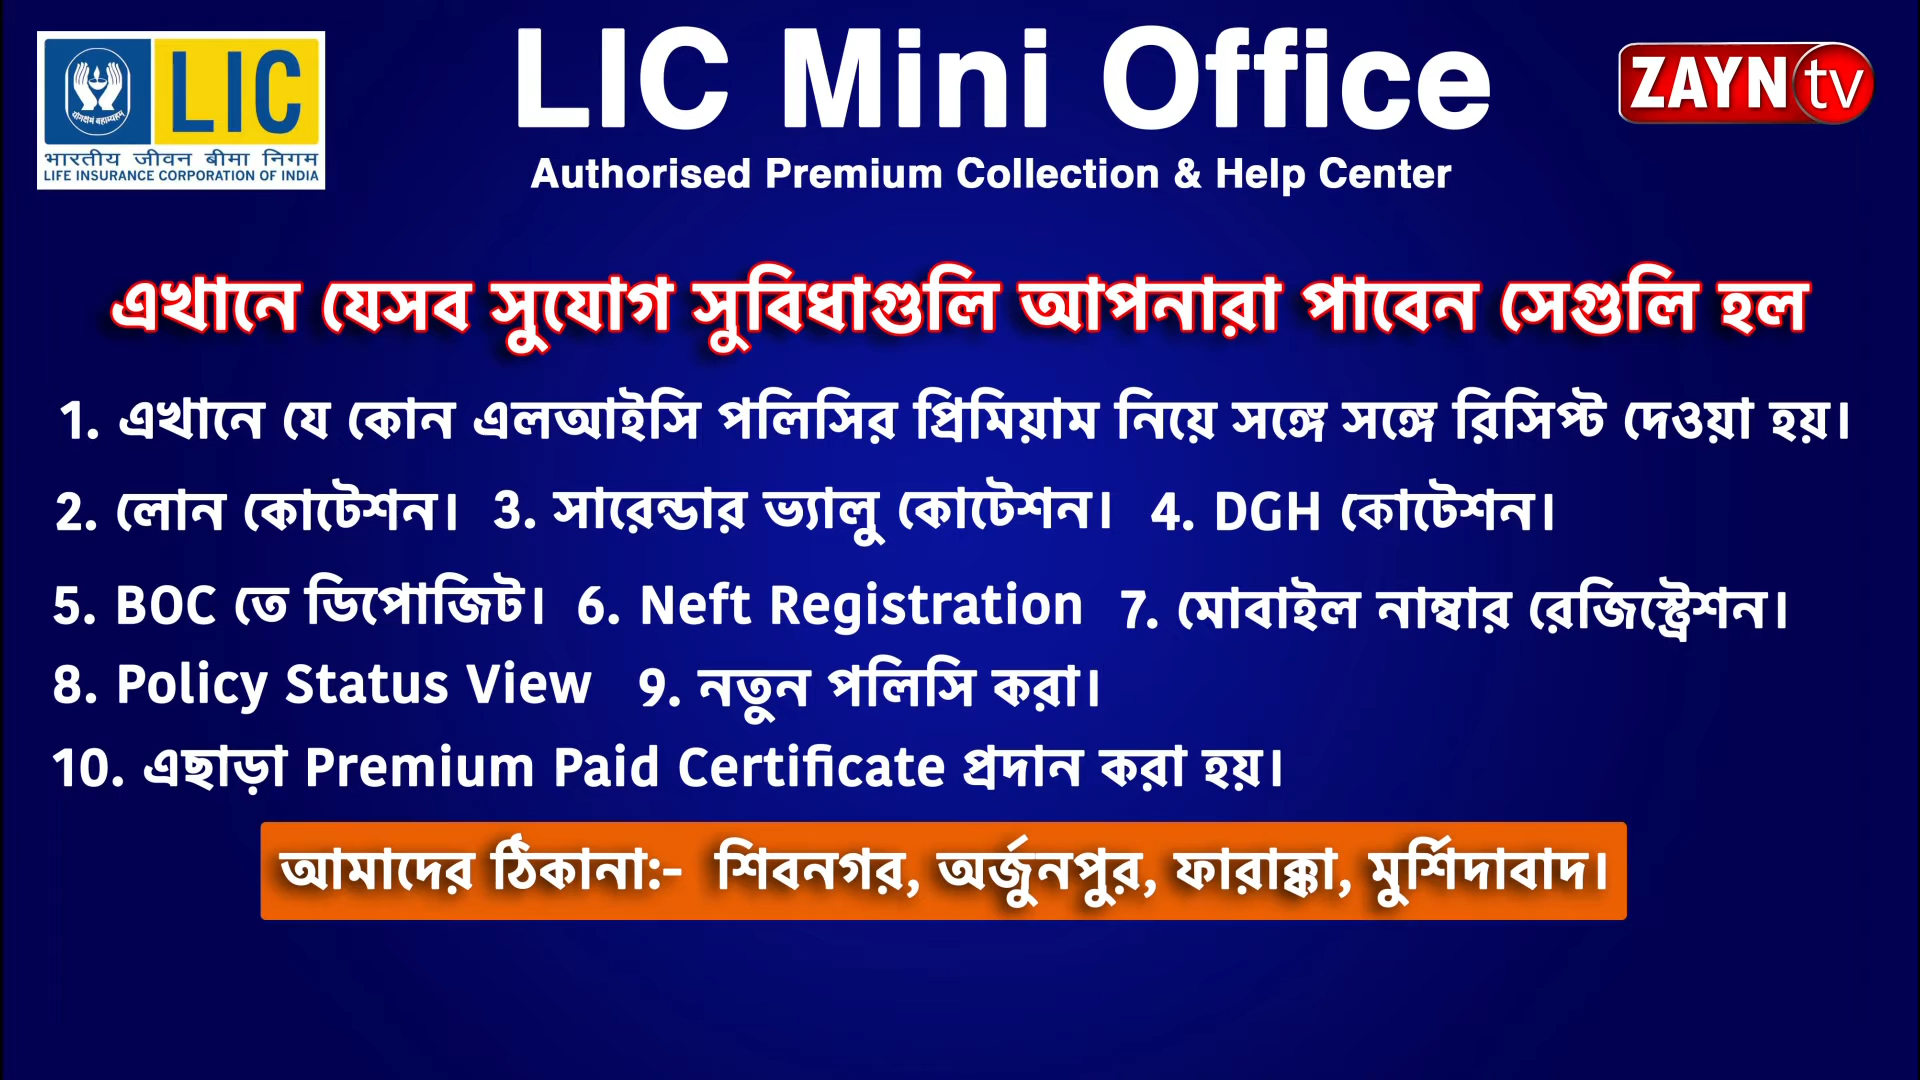 LIC
योगक्षेमं वहाम्यहम्
भारतीय जीवन बीमा निगम
LIFE INSURANCE CORPORATION OF INDIA
LIC Mini Office
Authorised Premium Collection & Help Center
ZAYN tv
এখানে যেসব সুযোগ সুবিধাগুলি আপনারা পাবেন সেগুলি হল
1. এখানে যে কোন এলআইসি পলিসির প্রিমিয়াম নিয়ে সঙ্গে সঙ্গে রিসিপ্ট দেওয়া হয়।
2. লোন কোটেশন। 3. সারেন্ডার ভ্যালু কোটেশন। 4. DGH কোটেশন।
5. BOC তে ডিপোজিট। 6. Neft Registration 7. মোবাইল নাম্বার রেজিস্ট্রেশন।
8. Policy Status View 9. নতুন পলিসি করা।
10. এছাড়া Premium Paid Certificate প্রদান করা হয়।
আমাদের ঠিকানা:- শিবনগর, অর্জুনপুর, ফারাক্কা, মুর্শিদাবাদ।